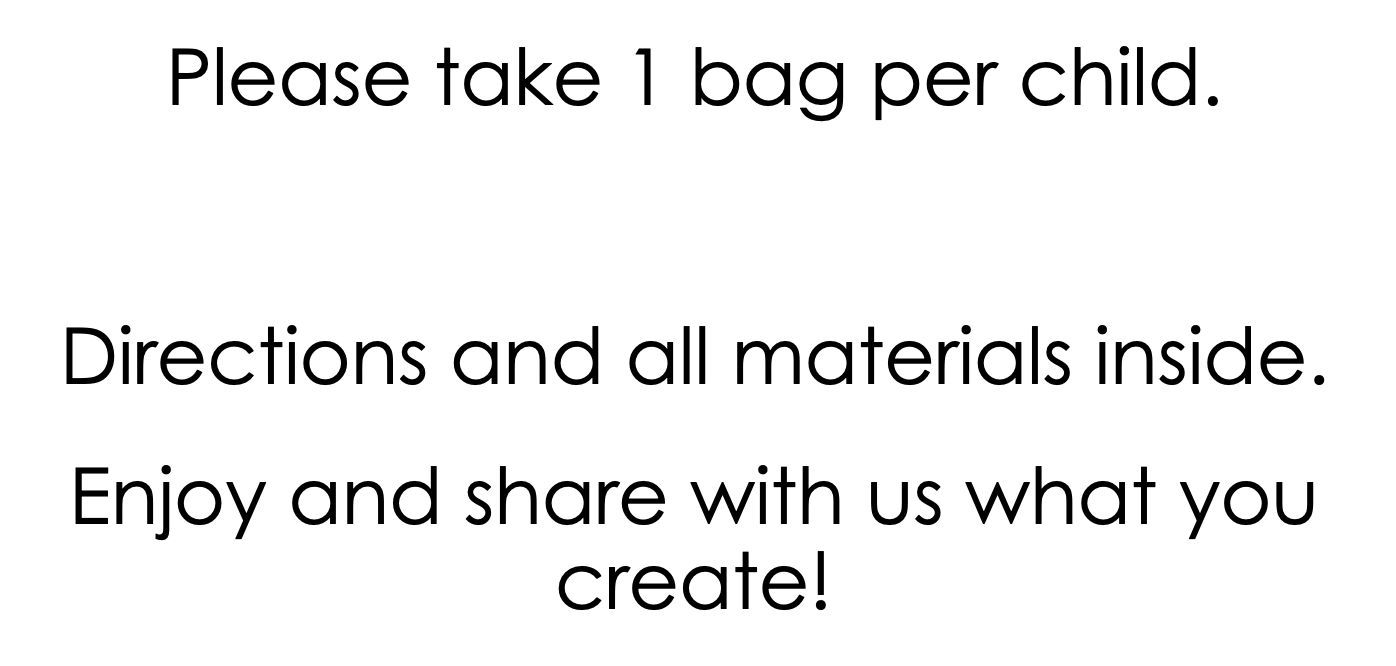 Please take 1 bag per child.
Directions and all materials inside.
Enjoy and share with us what you
create!